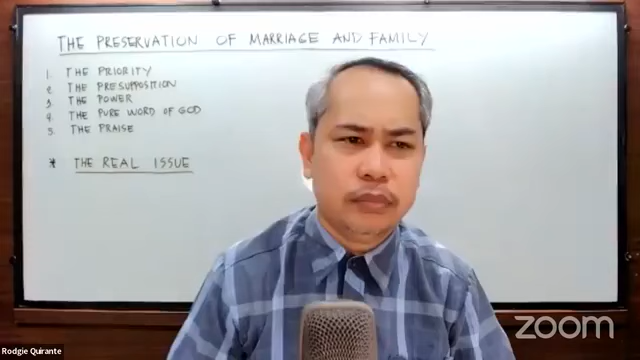 THE PRESERVATION OF MARRIAGE AND FAMILY
1. THE PRIORITY
2. THE PRESUPPOSITION
3. THE POWER
4. THE PURE WORD OF GOD
5. THE PRAISE
* THE REAL ISSUE
zoom
Rodgie Quirante